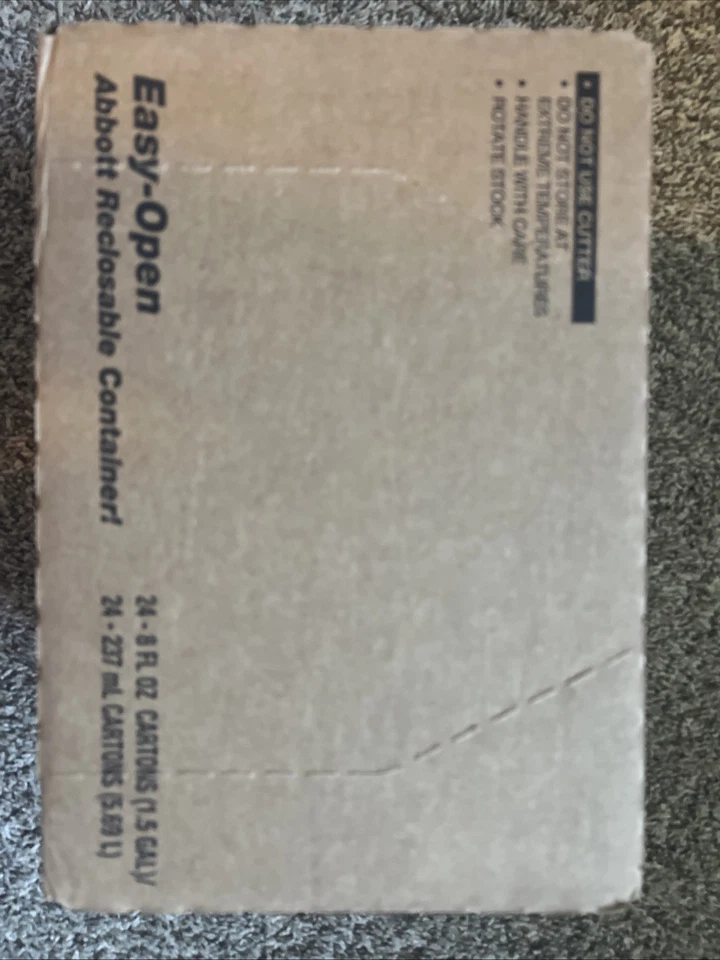 • DO NOT USE CUTTER
• DO NOT STORE AT
EXTREME TEMPERATURES
• HANDLE WITH CARE
• ROTATE STOCK
Easy-Open
Abbott Reclosable Container!
24 - 8 FL OZ CARTONS (1.5 GAL)/
24 - 237 mL CARTONS (5.69 L)